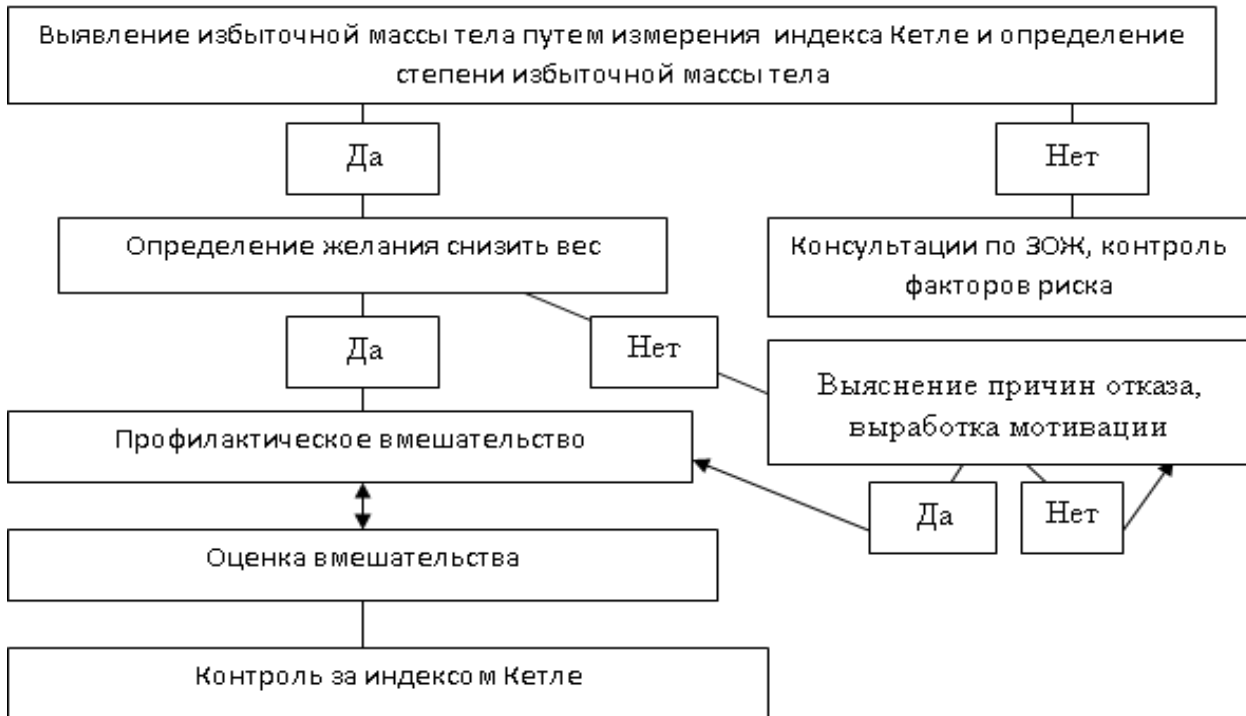 Выявление избыточной массы тела путем измерения индекса Кетле и определение
степени избыточной массы тела
Да
Нет
Определение желания снизить вес
Консультации по ЗОЖ, контроль
факторов риска
Да
Нет
Выяснение причин отказа,
выработка мотивации
Профилактическое вмешательство
Да
Нет
Оценка вмешательства
Контроль за индексом Кетле